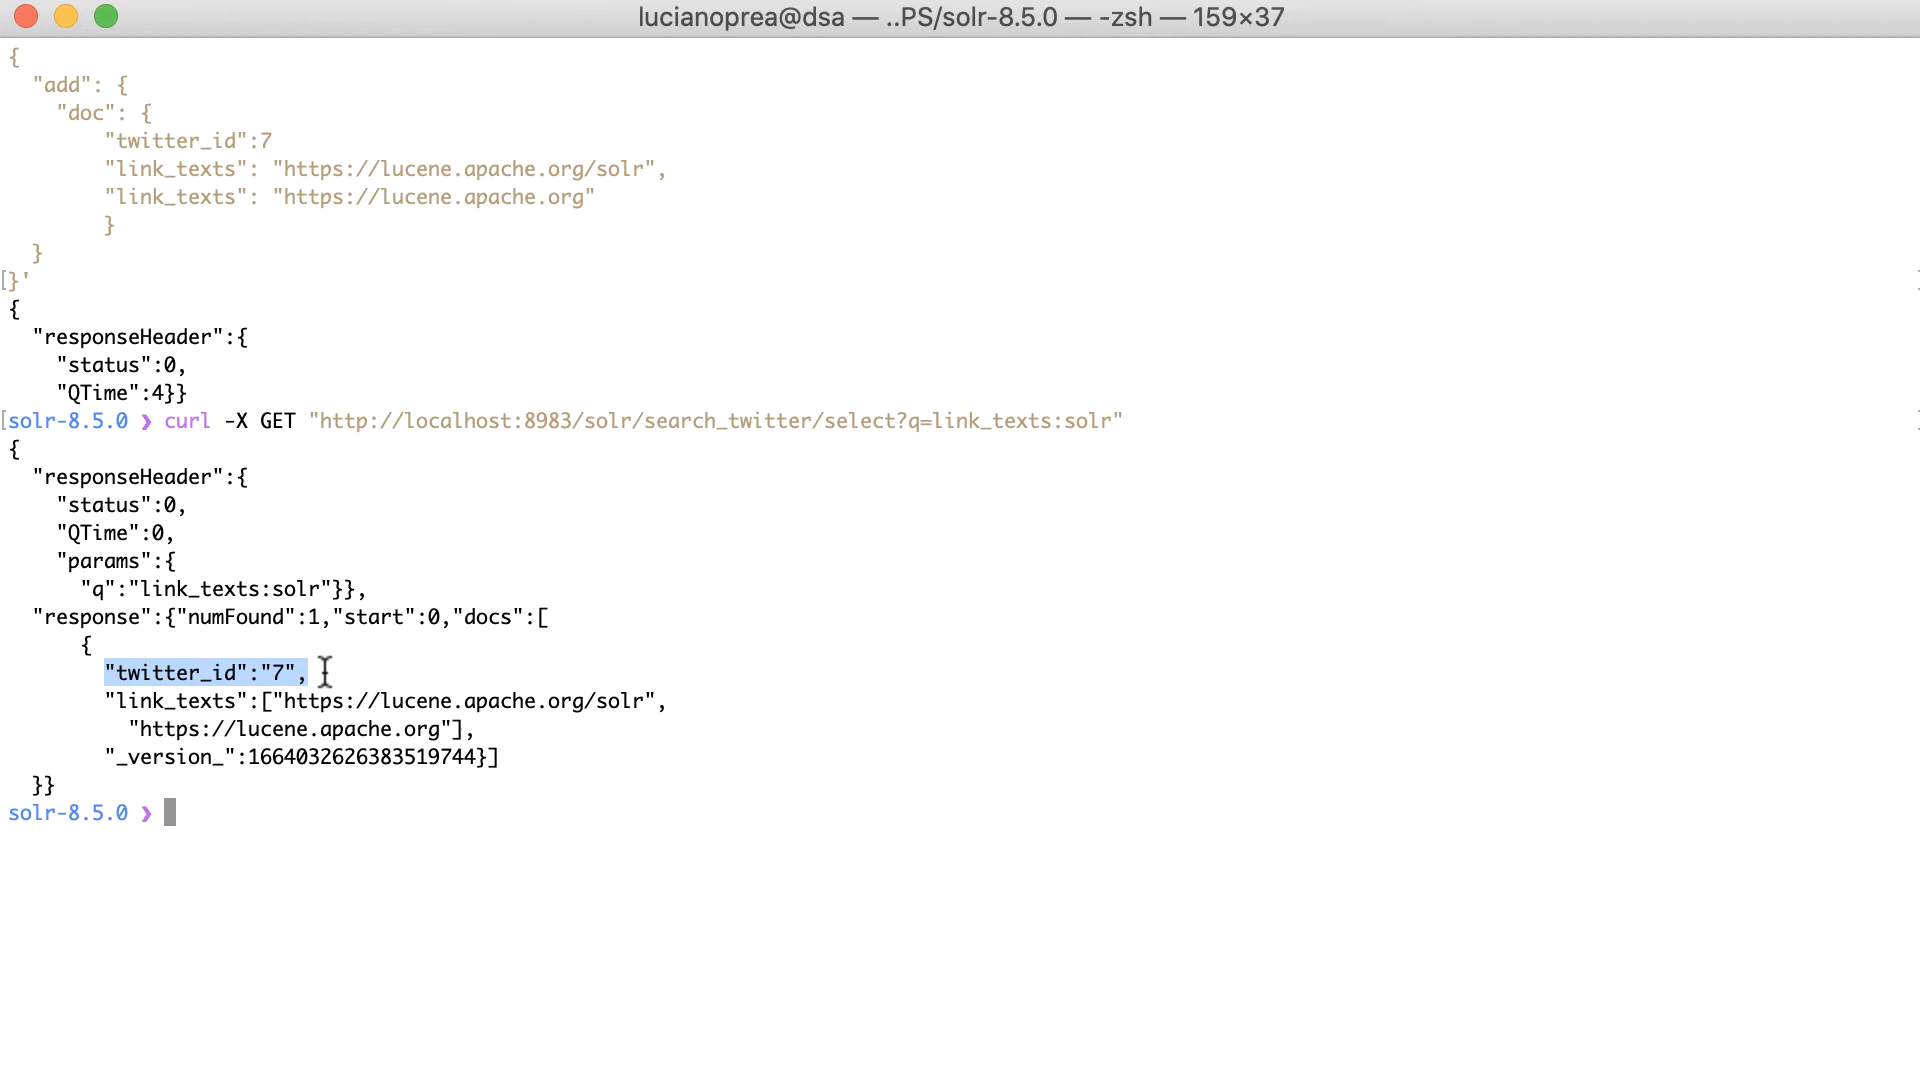 lucianoprea@dsa — ..PS/solr-8.5.0 — -zsh — 159×37
{
  "add": {
    "doc": {
        "twitter_id":7
        "link_texts": "https://lucene.apache.org/solr",
        "link_texts": "https://lucene.apache.org"
        }
  }
[}'
{
  "responseHeader":{
    "status":0,
    "QTime":4}}
[solr-8.5.0 ❯ curl -X GET "http://localhost:8983/solr/search_twitter/select?q=link_texts:solr"
{
  "responseHeader":{
    "status":0,
    "QTime":0,
    "params":{
      "q":"link_texts:solr"}},
  "response":{"numFound":1,"start":0,"docs":[
      {
        "twitter_id":"7",
        "link_texts":["https://lucene.apache.org/solr",
          "https://lucene.apache.org"],
        "_version_":1664032626383519744}]
  }}
solr-8.5.0 ❯